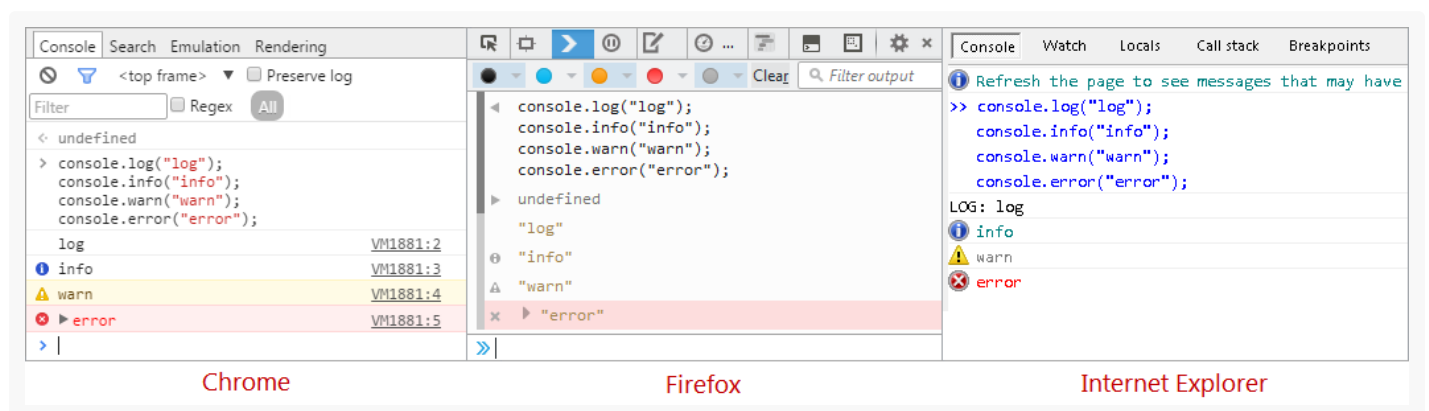 Console Search Emulation Rendering
<top frame> ▼ Preserve log
Filter Regex All
undefined
> console.log("log");
console.info("info");
console.warn("warn");
console.error("error");
log VM1881:2
info VM1881:3
warn VM1881:4
error VM1881:5
>
Chrome
...
Clear Filter output
console.log("log");
console.info("info");
console.warn("warn");
console.error("error");
undefined
"log"
"info"
"warn"
"error"
»
Firefox
Console Watch Locals Call stack Breakpoints
Refresh the page to see messages that may have
>> console.log("log");
console.info("info");
console.warn("warn");
console.error("error");
LOG: log
info
warn
error
Internet Explorer